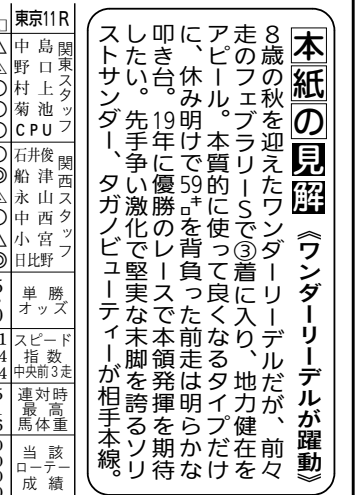 本紙の見解《ワンダーリーデルが躍動》
８歳の秋を迎えたワンダーリーデルだが、前々
走のフェブラリーＳで③着に入り、地力健在を
アピール。本質的に使って良くなるタイプだけ
に、休み明けで59㌔を背負った前走は明らかな
叩き台。19年に優勝のレースで本領発揮を期待
したい。先手争い激化で堅実な末脚を誇るソリ
ストサンダー、タガノビューティーが相手本線。
東京11R
関東スタッフ
中島
野口
村上
菊池
CPU
関西スタッフ
石井俊
船津
永山
中西
小宮
日比野
単勝
オッズ
スピード
指数
中央前３走
連対時
最高
馬体重
当該
ローテー
成績